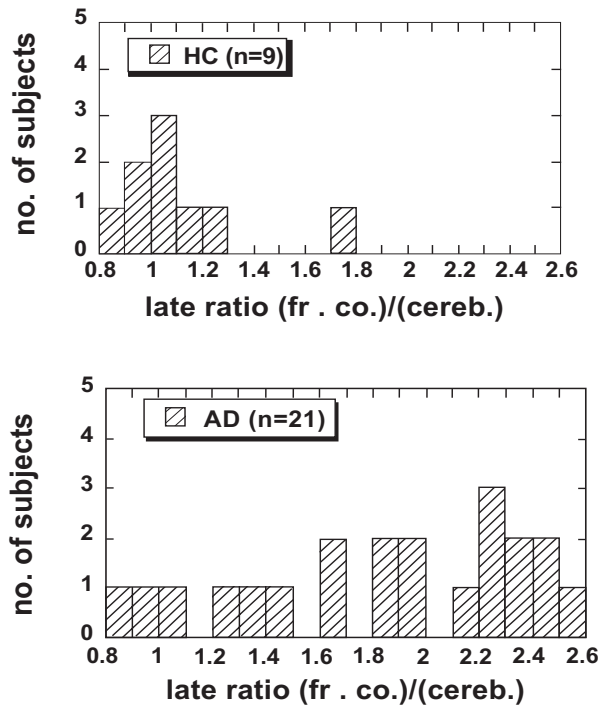 5
HC (n=9)
4
3
2
1
0
no. of subjects
0.8 1 1.2 1.4 1.6 1.8 2 2.2 2.4 2.6
late ratio (fr . co.)/(cereb.)
5
AD (n=21)
4
3
2
1
0
no. of subjects
0.8 1 1.2 1.4 1.6 1.8 2 2.2 2.4 2.6
late ratio (fr . co.)/(cereb.)